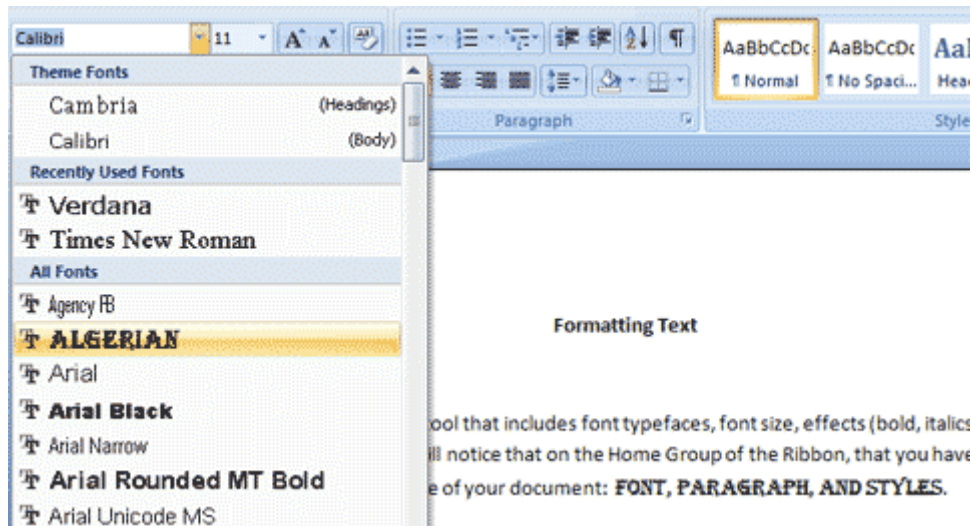 Calibri 11
AaBbCcDc AaBbCcDc
¶ Normal ¶ No Spaci...
Paragraph
Theme Fonts
Cambria (Headings)
Calibri (Body)
Recently Used Fonts
Verdana
Times New Roman
All Fonts
Agency FB
ALGERIAN
Arial
Arial Black
Arial Narrow
Arial Rounded MT Bold
Arial Unicode MS
Formatting Text
ool that includes font typefaces, font size, effects (bold, italics
ll notice that on the Home Group of the Ribbon, that you have
e of your document: FONT, PARAGRAPH, AND STYLES.